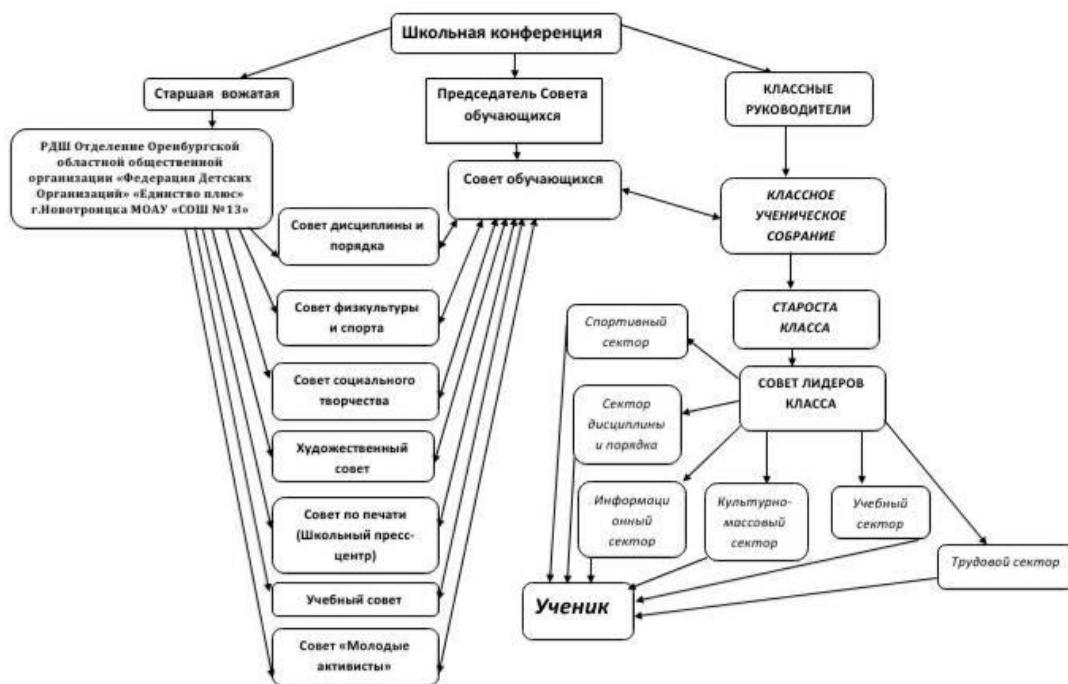 Школьная конференция
Старшая вожатая
Председатель Совета
обучающихся
КЛАССНЫЕ
РУКОВОДИТЕЛИ
РДШ Отделение Оренбургской
областной общественной
организации «Федерация Детских
Организаций» «Единство плюс»
г.Новотроицка МОАУ «СОШ №13»
Совет обучающихся
КЛАССНОЕ
УЧЕНИЧЕСКОЕ
СОБРАНИЕ
Совет дисциплины и
порядка
Совет физкультуры
и спорта
Совет социального
творчества
Художественный
совет
Совет по печати
(Школьный пресс-
центр)
Учебный совет
Совет «Молодые
активисты»
СТАРОСТА
КЛАССА
СОВЕТ ЛИДЕРОВ
КЛАССА
Спортивный
сектор
Сектор
дисциплины
и порядка
Информаци
онный
сектор
Культурно-
массовый
сектор
Учебный
сектор
Трудовой сектор
Ученик